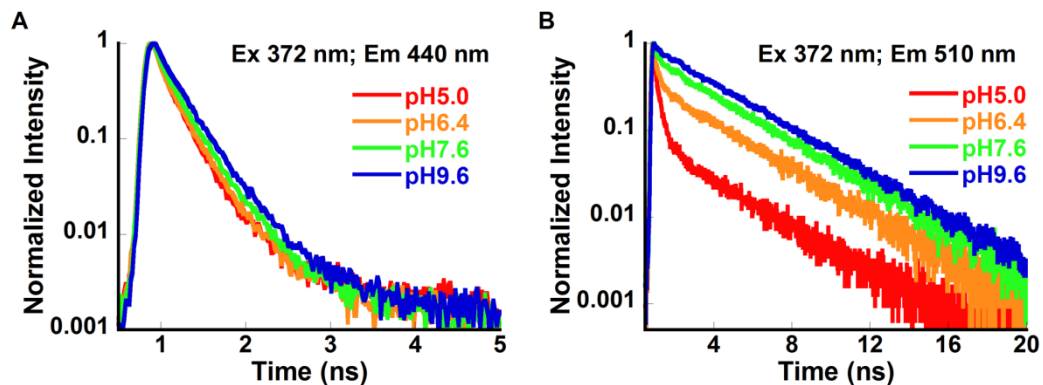 A
Normalized Intensity
1
0.1
0.01
0.001
Ex 372 nm; Em 440 nm
pH5.0
pH6.4
pH7.6
pH9.6
1 2 3 4 5
Time (ns)
B
Normalized Intensity
1
0.1
0.01
0.001
Ex 372 nm; Em 510 nm
pH5.0
pH6.4
pH7.6
pH9.6
4 8 12 16 20
Time (ns)